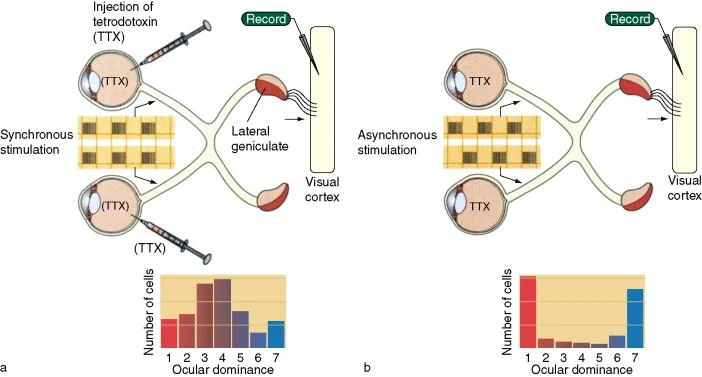 Injection of
tetrodotoxin
(TTX)
Record
(TTX)
Synchronous
stimulation
Lateral
geniculate
(TTX)
Visual
cortex
(TTX)
Number of cells
1 2 3 4 5 6 7
Ocular dominance
a
Record
TTX
Asynchronous
stimulation
TTX
Visual
cortex
Number of cells
1 2 3 4 5 6 7
Ocular dominance
b